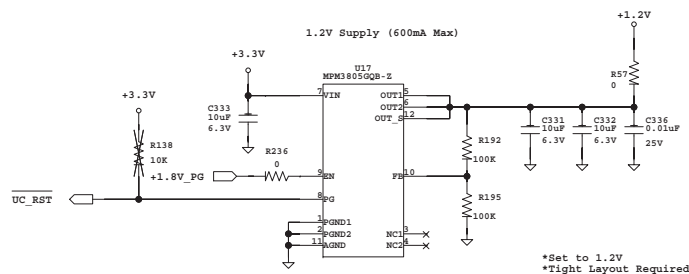 +1.2V
1.2V Supply (600mA Max)
+3.3V
U17
MPM3805GQB-Z
R57
0
+3.3V
7
VIN
OUT1
5
OUT2
6
OUT_S
12
C333
10uF
6.3V
C331
10uF
6.3V
C332
10uF
6.3V
C336
0.01uF
25V
R138
10K
R236
0
R192
100K
+1.8V_PG
9
EN
FB
10
UC_RST
8
PG
R195
100K
1
PGND1
2
PGND2
11
AGND
NC1
3
NC2
4
*Set to 1.2V
*Tight Layout Required